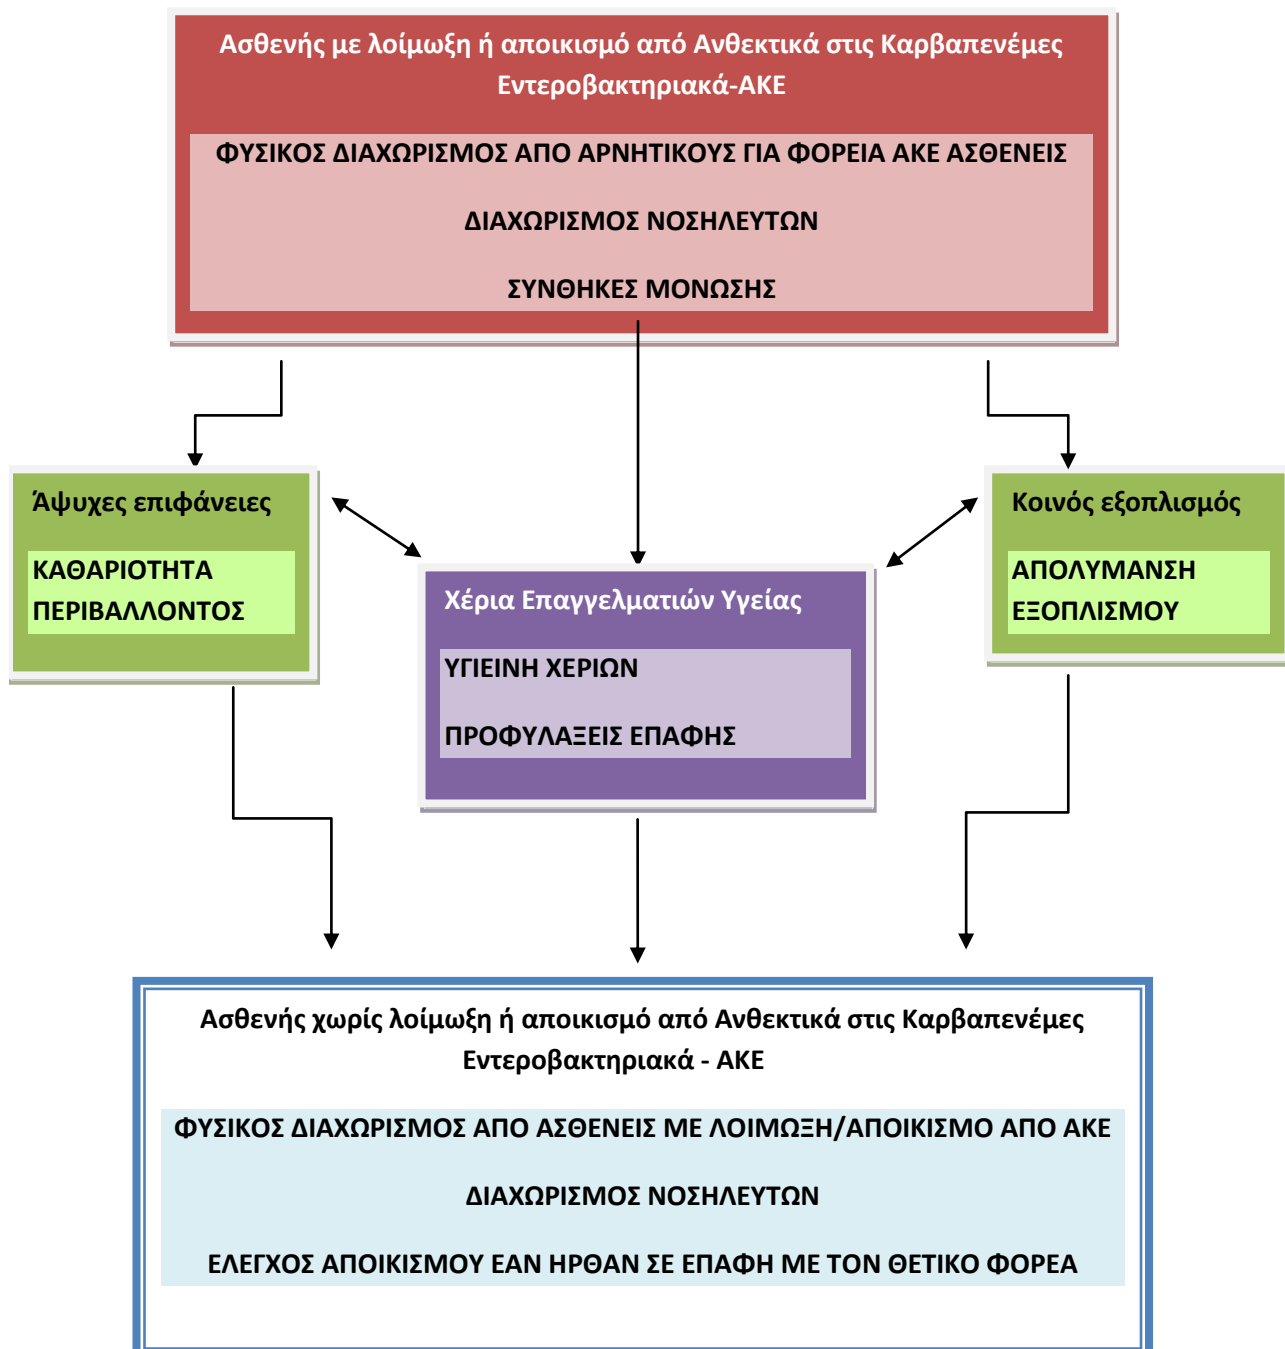 Ασθενής με λοίμωξη ή αποικισμό από Ανθεκτικά στις Καρβαπενέμες
Εντεροβακτηριακά-ΑΚΕ
ΦΥΣΙΚΟΣ ΔΙΑΧΩΡΙΣΜΟΣ ΑΠΟ ΑΡΝΗΤΙΚΟΥΣ ΓΙΑ ΦΟΡΕΙΑ ΑΚΕ ΑΣΘΕΝΕΙΣ
ΔΙΑΧΩΡΙΣΜΟΣ ΝΟΣΗΛΕΥΤΩΝ
ΣΥΝΘΗΚΕΣ ΜΟΝΩΣΗΣ
Άψυχες επιφάνειες
ΚΑΘΑΡΙΟΤΗΤΑ
ΠΕΡΙΒΑΛΛΟΝΤΟΣ
Χέρια Επαγγελματιών Υγείας
ΥΓΙΕΙΝΗ ΧΕΡΙΩΝ
ΠΡΟΦΥΛΑΞΕΙΣ ΕΠΑΦΗΣ
Κοινός εξοπλισμός
ΑΠΟΛΥΜΑΝΣΗ
ΕΞΟΠΛΙΣΜΟΥ
Ασθενής χωρίς λοίμωξη ή αποικισμό από Ανθεκτικά στις Καρβαπενέμες
Εντεροβακτηριακά - ΑΚΕ
ΦΥΣΙΚΟΣ ΔΙΑΧΩΡΙΣΜΟΣ ΑΠΟ ΑΣΘΕΝΕΙΣ ΜΕ ΛΟΙΜΩΞΗ/ΑΠΟΙΚΙΣΜΟ ΑΠΟ ΑΚΕ
ΔΙΑΧΩΡΙΣΜΟΣ ΝΟΣΗΛΕΥΤΩΝ
ΕΛΕΓΧΟΣ ΑΠΟΙΚΙΣΜΟΥ ΕΑΝ ΗΡΘΑΝ ΣΕ ΕΠΑΦΗ ΜΕ ΤΟΝ ΘΕΤΙΚΟ ΦΟΡΕΑ